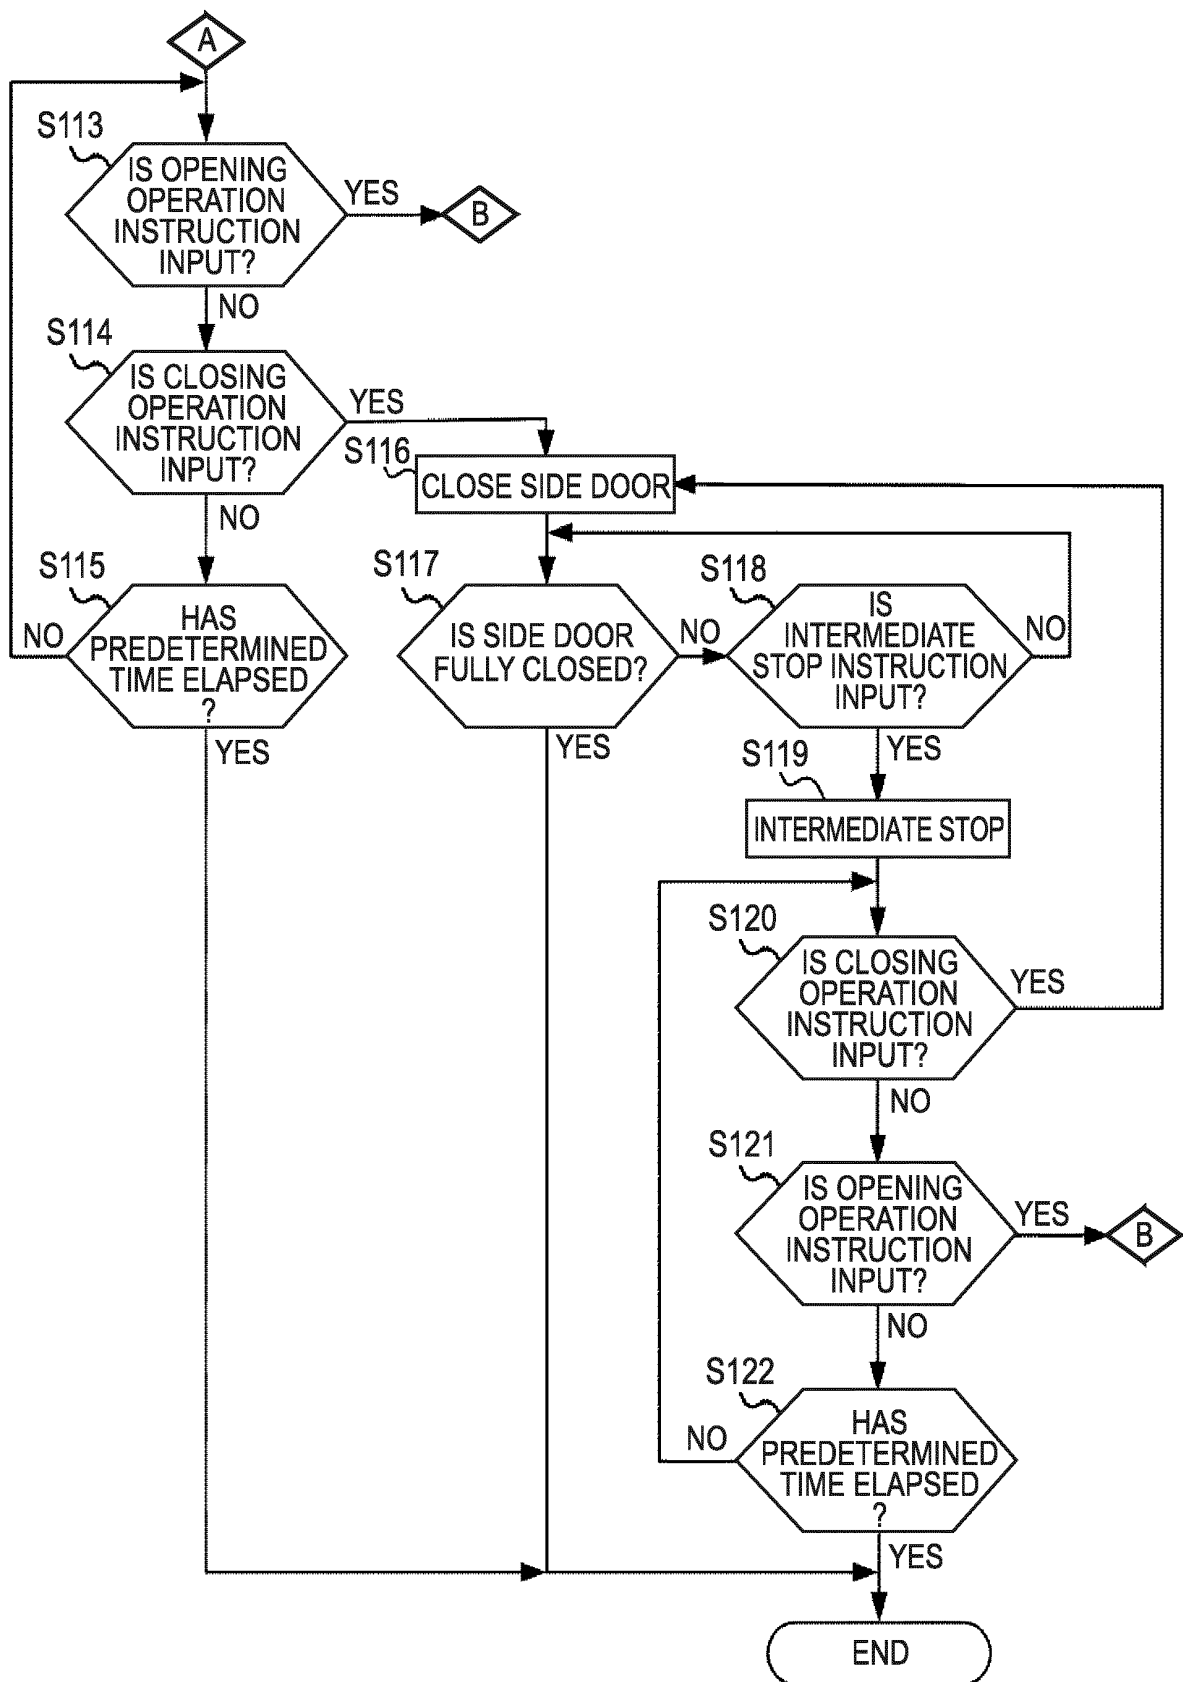 A
S113
IS OPENING
OPERATION
INSTRUCTION
INPUT?
YES
B
NO
S114
IS CLOSING
OPERATION
INSTRUCTION
INPUT?
YES
NO
S116
CLOSE SIDE DOOR
S115
HAS
PREDETERMINED
TIME ELAPSED
?
NO
YES
S117
IS SIDE DOOR
FULLY CLOSED?
NO
YES
S118
IS
INTERMEDIATE
STOP INSTRUCTION
INPUT?
NO
YES
S119
INTERMEDIATE STOP
S120
IS CLOSING
OPERATION
INSTRUCTION
INPUT?
YES
NO
S121
IS OPENING
OPERATION
INSTRUCTION
INPUT?
YES
B
NO
S122
HAS
PREDETERMINED
TIME ELAPSED
?
NO
YES
END